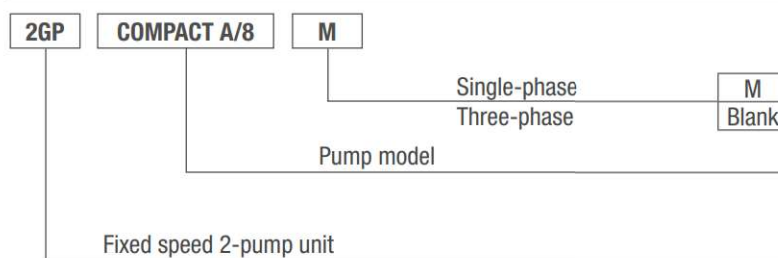 2GP COMPACT A/8 M
Single-phase M
Three-phase Blank
Pump model
Fixed speed 2-pump unit